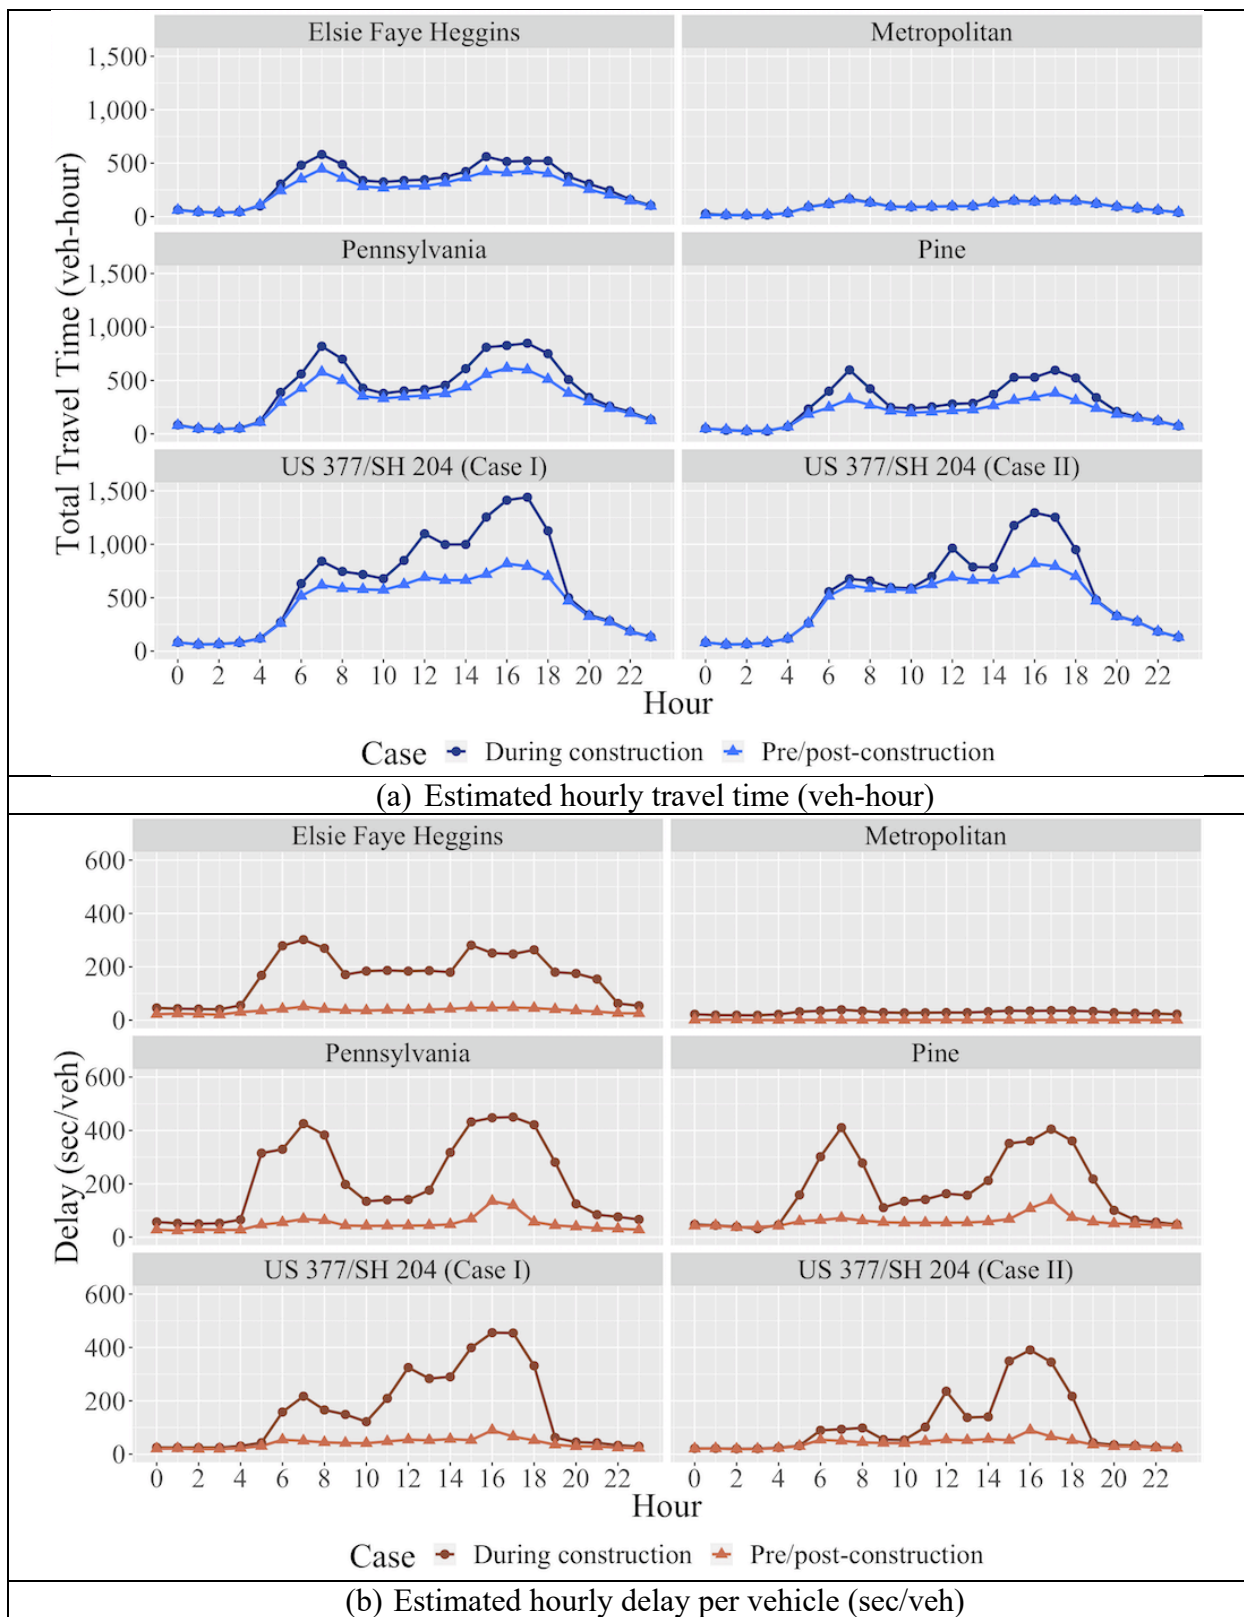 Elsie Faye Heggins Metropolitan
1,500
1,000
500
0
Pennsylvania Pine
1,500
1,000
500
0
US 377/SH 204 (Case I) US 377/SH 204 (Case II)
1,500
1,000
500
0
Total Travel Time (veh-hour)
0 2 4 6 8 10 12 14 16 18 20 22 0 2 4 6 8 10 12 14 16 18 20 22
Hour
Case During construction Pre/post-construction
(a) Estimated hourly travel time (veh-hour)
Elsie Faye Heggins Metropolitan
600
400
200
0
Pennsylvania Pine
600
400
200
0
US 377/SH 204 (Case I) US 377/SH 204 (Case II)
600
400
200
0
Delay (sec/veh)
0 2 4 6 8 10 12 14 16 18 20 22 0 2 4 6 8 10 12 14 16 18 20 22
Hour
Case During construction Pre/post-construction
(b) Estimated hourly delay per vehicle (sec/veh)